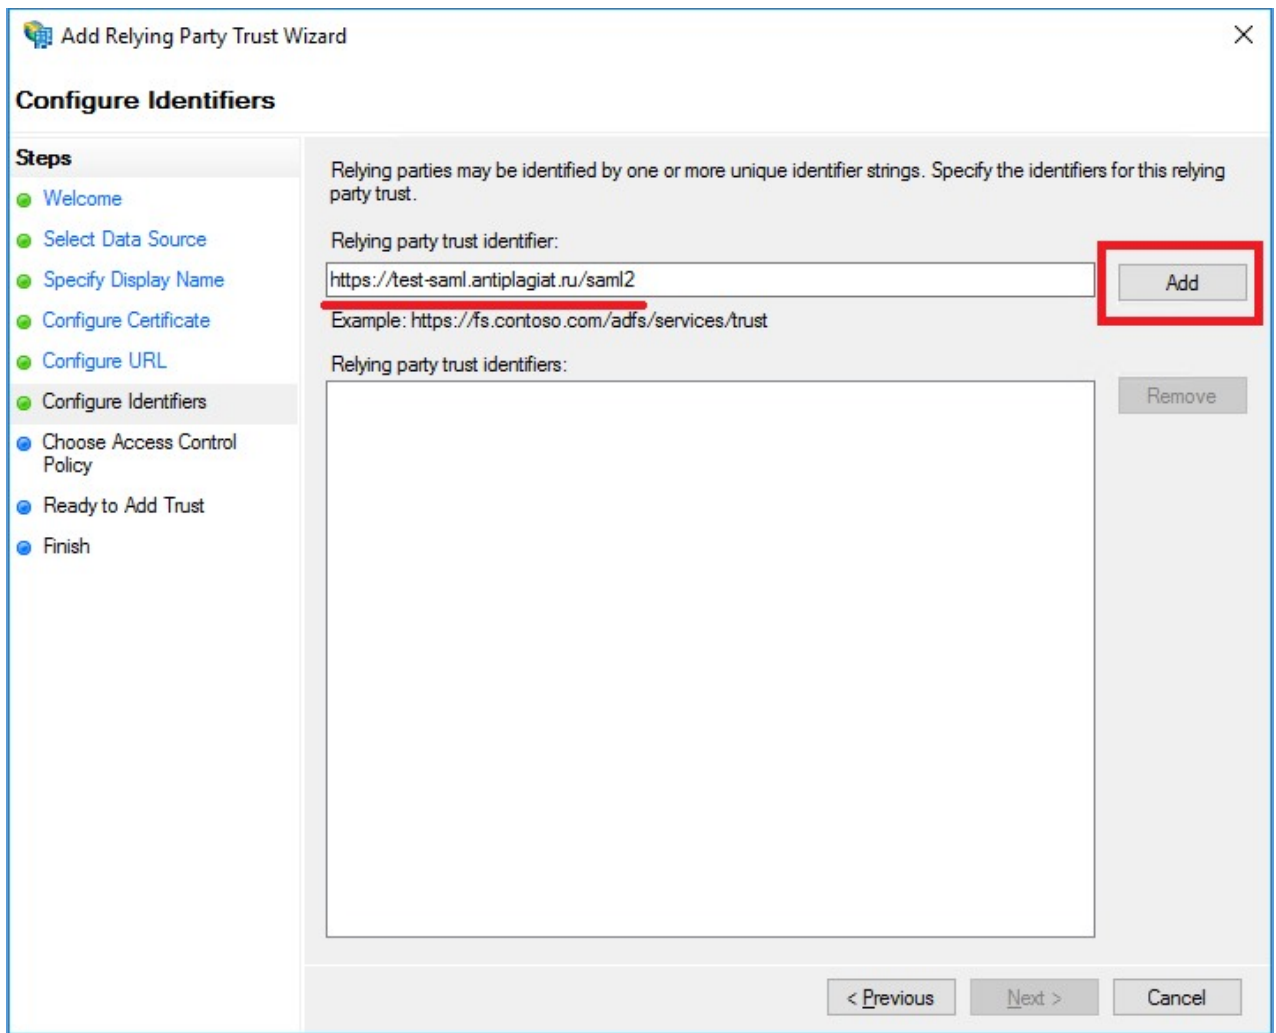 Add Relying Party Trust Wizard
Configure Identifiers
Steps
Welcome
Select Data Source
Specify Display Name
Configure Certificate
Configure URL
Configure Identifiers
Choose Access Control
Policy
Ready to Add Trust
Finish
Relying parties may be identified by one or more unique identifier strings. Specify the identifiers for this relying
party trust.
Relying party trust identifier:
https://test-saml.antiplagiat.ru/saml2
Add
Example: https://fs.contoso.com/adfs/services/trust
Relying party trust identifiers:
Remove
< Previous
Next >
Cancel